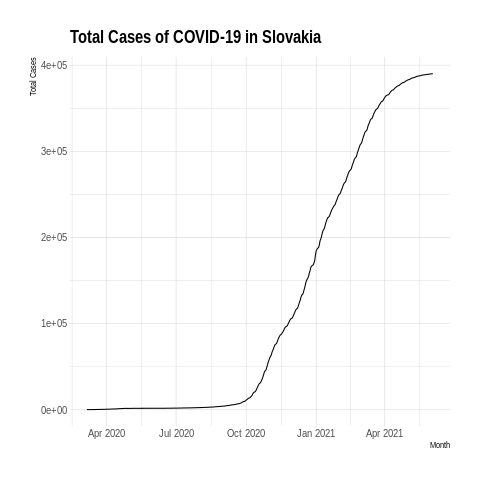 Total Cases of COVID-19 in Slovakia
Total Cases
4e+05
3e+05
2e+05
1e+05
0e+00
Apr 2020 Jul 2020 Oct 2020 Jan 2021 Apr 2021
Month